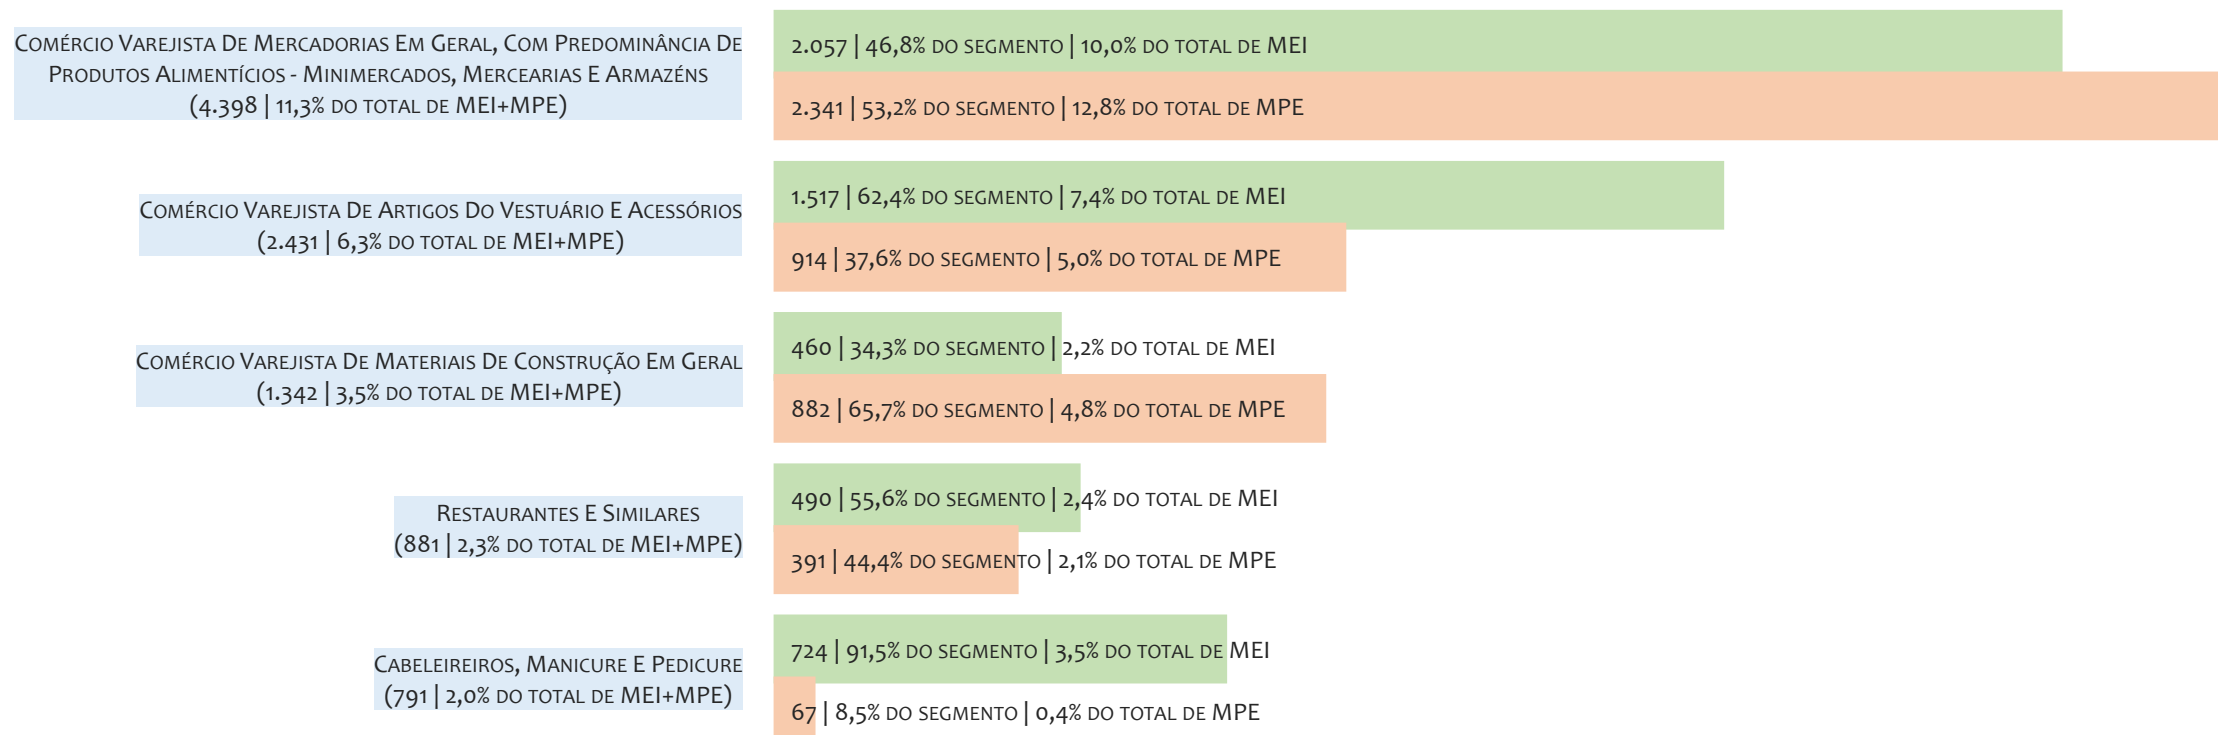 Comércio Varejista De Mercadorias Em Geral, Com Predominância De
Produtos Alimentícios - Minimercados, Mercearias E Armazéns
(4.398 | 11,3% do total de MEI+MPE)
2.057 | 46,8% do segmento | 10,0% do total de MEI
2.341 | 53,2% do segmento | 12,8% do total de MPE
Comércio Varejista De Artigos Do Vestuário E Acessórios
(2.431 | 6,3% do total de MEI+MPE)
1.517 | 62,4% do segmento | 7,4% do total de MEI
914 | 37,6% do segmento | 5,0% do total de MPE
Comércio Varejista De Materiais De Construção Em Geral
(1.342 | 3,5% do total de MEI+MPE)
460 | 34,3% do segmento | 2,2% do total de MEI
882 | 65,7% do segmento | 4,8% do total de MPE
Restaurantes E Similares
(881 | 2,3% do total de MEI+MPE)
490 | 55,6% do segmento | 2,4% do total de MEI
391 | 44,4% do segmento | 2,1% do total de MPE
Cabeleireiros, Manicure E Pedicure
(791 | 2,0% do total de MEI+MPE)
724 | 91,5% do segmento | 3,5% do total de MEI
67 | 8,5% do segmento | 0,4% do total de MPE